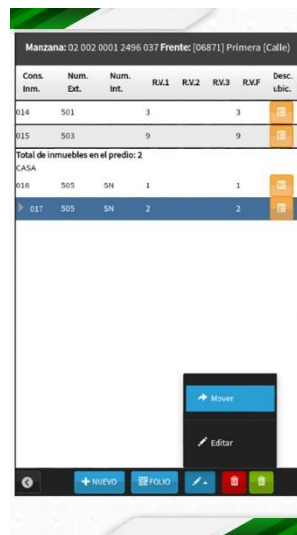 Manzana: 02 002 0001 2496 037 Frente: [06871] Primera (Calle)
Cons. Inm. Num. Ext. Num. Int. R.V.1 R.V.2 R.V.3 R.V.F Desc. ubic.
014 501 3 3
015 503 9 9
Total de inmuebles en el predio: 2
CASA
016 505 SN 1 1
017 505 SN 2 2
Mover
Editar
NUEVO FOLIO